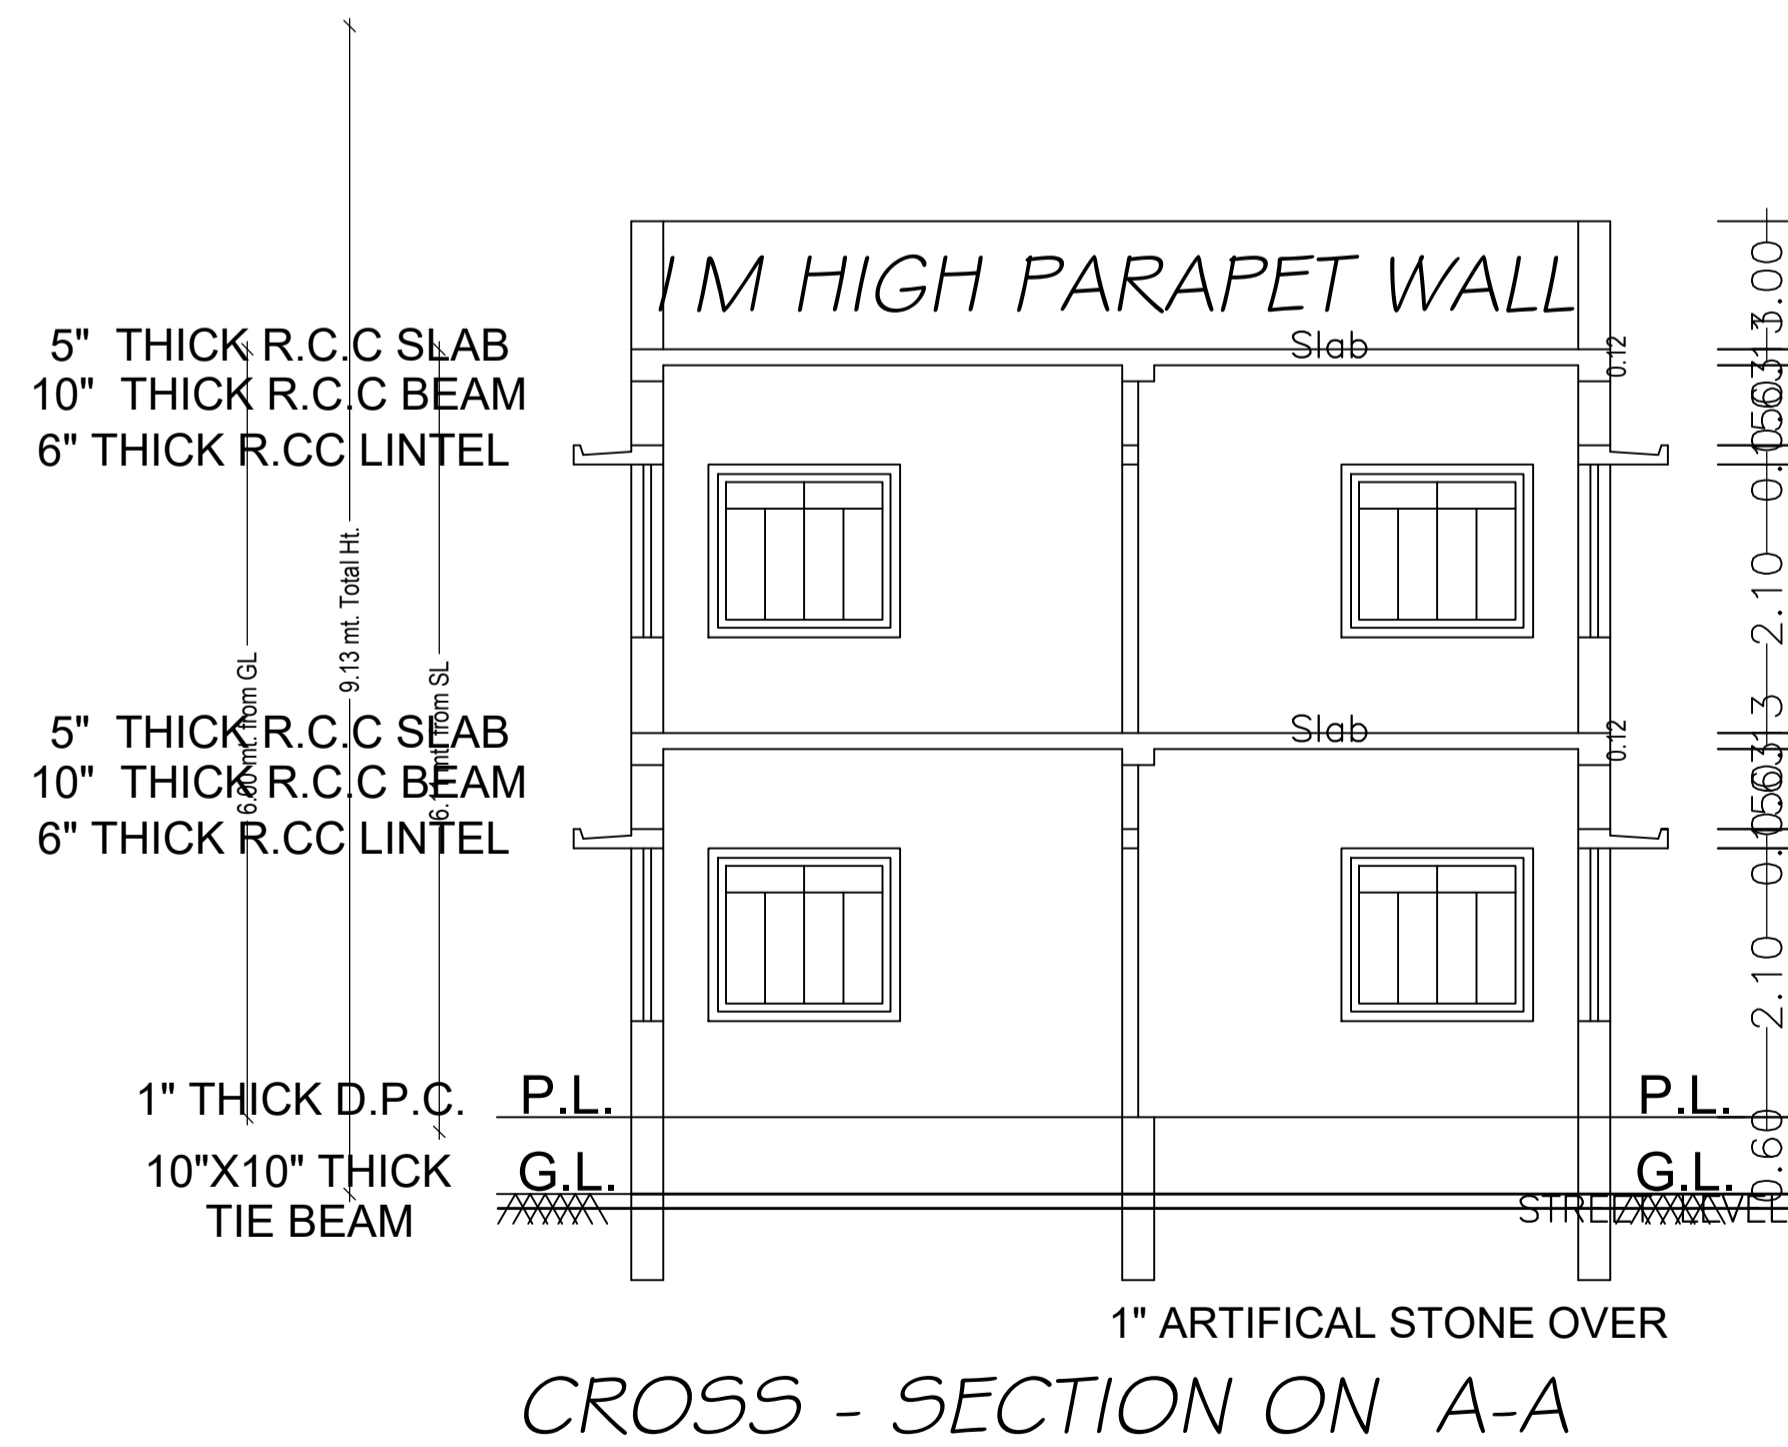 1 M HIGH PARAPET WALL
5" THICK R.C.C SLAB
Slab
0.12
3.00
10" THICK R.C.C BEAM
6" THICK R.CC LINTEL
9.13 mt. Total Ht.
2.10
6.00 mt. from GL
from SL
5" THICK R.C.C SLAB
Slab
0.12
10" THICK R.C.C BEAM
6" THICK R.CC LINTEL
2.10
1" THICK D.P.C.
P.L.
P.L.
10"X10" THICK
TIE BEAM
G.L.
G.L.
0.60
STREET LEVEL
1" ARTIFICAL STONE OVER
CROSS - SECTION ON A-A